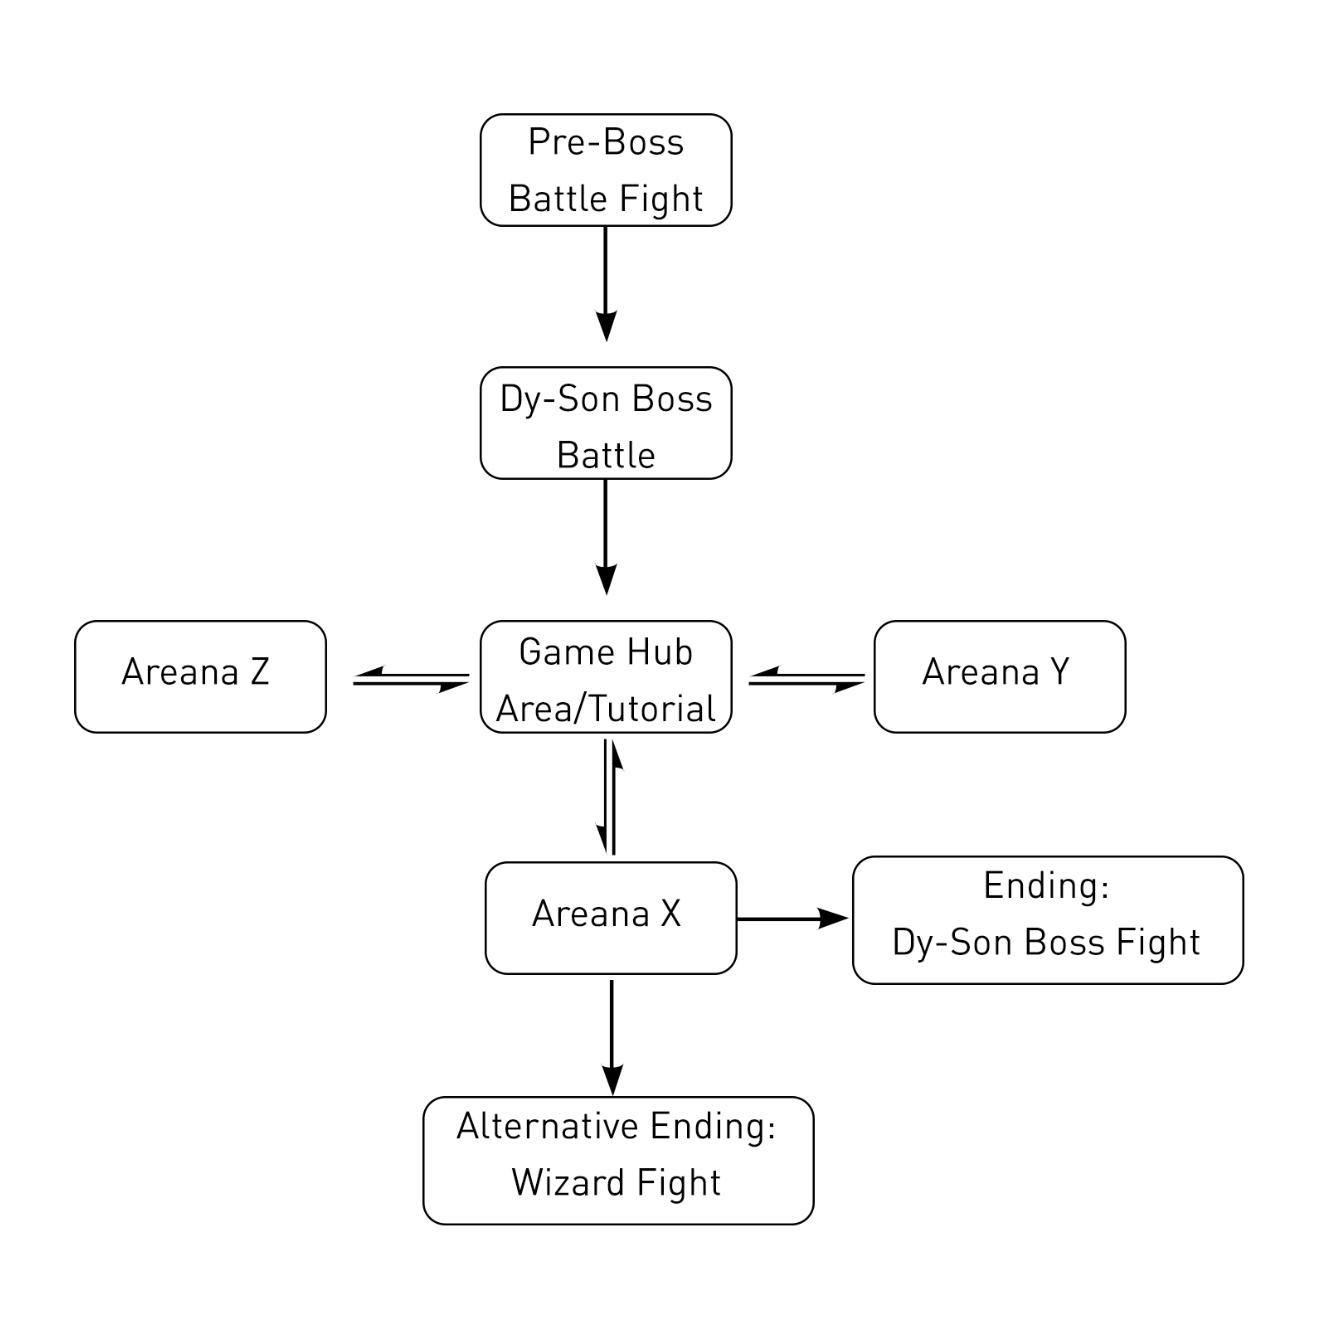 Pre-Boss
Battle Fight
Dy-Son Boss
Battle
Areana Z
Game Hub
Area/Tutorial
Areana Y
Areana X
Ending:
Dy-Son Boss Fight
Alternative Ending:
Wizard Fight